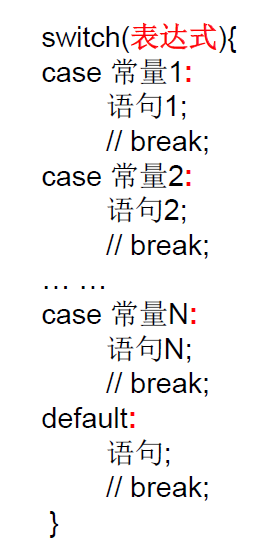 switch(表达式){
case 常量1:
语句1;
// break;
case 常量2:
语句2;
// break;
… …
case 常量N:
语句N;
// break;
default:
语句;
// break;
}